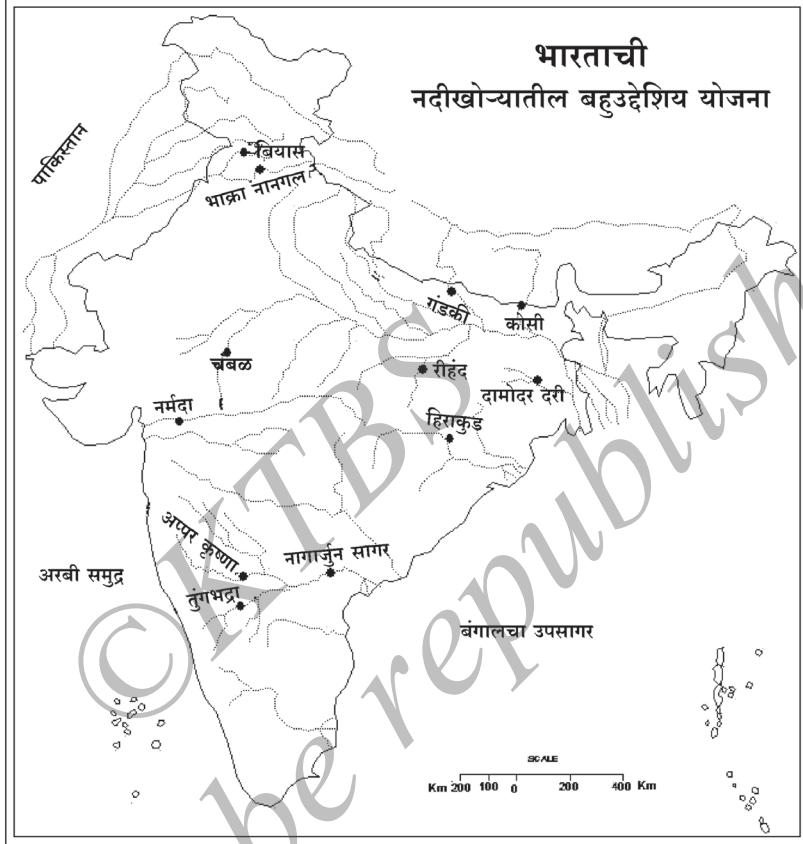 भारताची
नदीखोऱ्यातील बहुउद्देशिय योजना
पाकिस्तान
बियास
भाक्रा नानगल
गंडकी
कोसी
चंबळ
रीहंद
दामोदर दरी
नर्मदा
हिराकुड
अप्पर कृष्णा
नागार्जुन सागर
अरबी समुद्र
तुंगभद्रा
बंगालचा उपसागर
SCALE
Km 200 100 0 200 400 Km
©KTBS
be republish